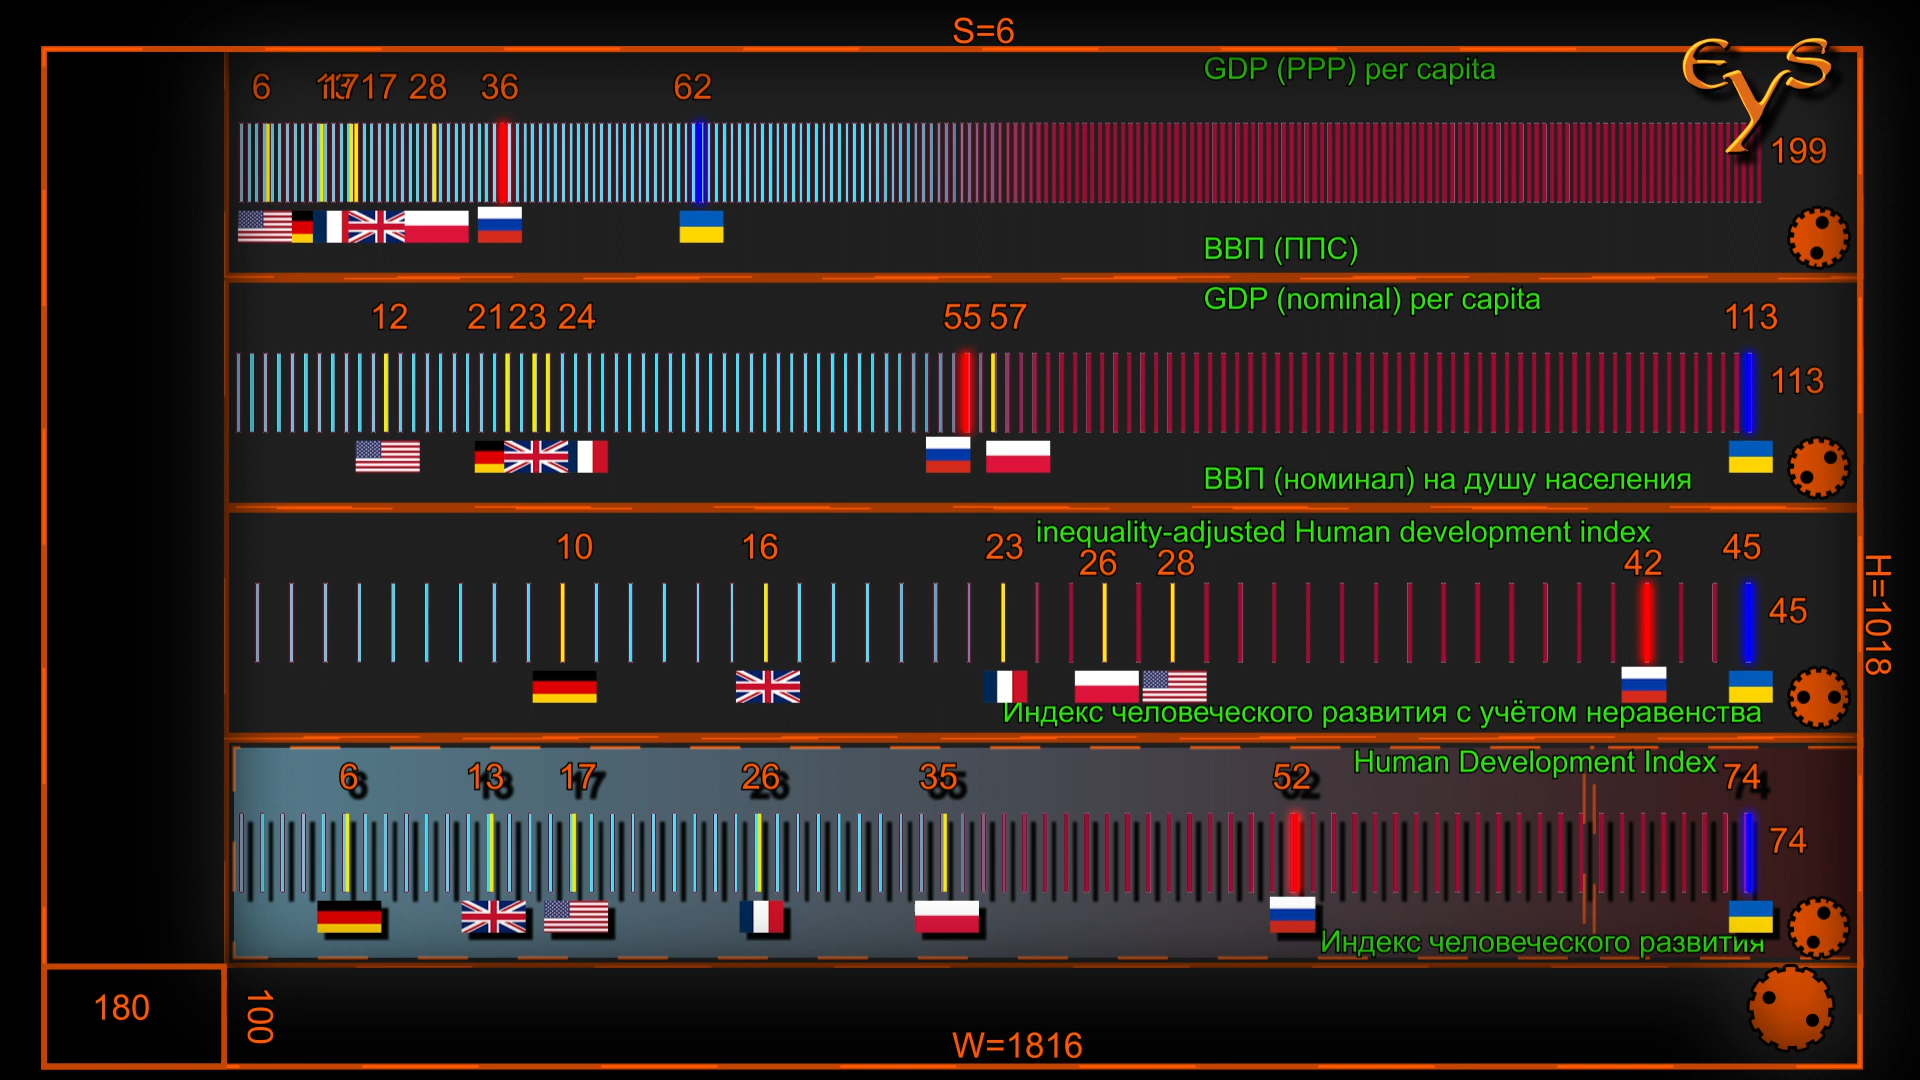 S=6
GDP (PPP) per capita
EYS
6 17 17 28 36 62
199
ВВП (ППС)
GDP (nominal) per capita
12 21 23 24 55 57 113
113
ВВП (номинал) на душу населения
inequality-adjusted Human development index
10 16 23 26 28 42 45
45
H=1018
Индекс человеческого развития с учётом неравенства
Human Development Index
6 13 17 26 35 52 74
74
Индекс человеческого развития
180
100
W=1816